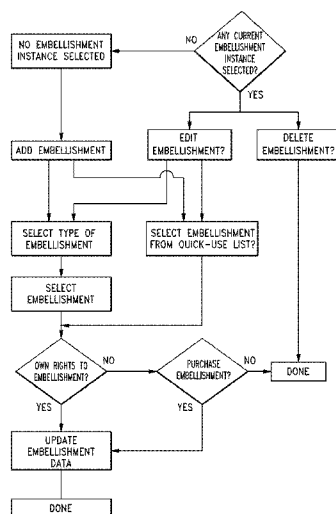 ANY CURRENT
EMBELLISHMENT
INSTANCE
SELECTED?
NO
NO EMBELLISHMENT
INSTANCE SELECTED
YES
ADD EMBELLISHMENT
EDIT
EMBELLISHMENT?
DELETE
EMBELLISHMENT?
SELECT TYPE OF
EMBELLISHMENT
SELECT EMBELLISHMENT
FROM QUICK-USE LIST?
SELECT
EMBELLISHMENT
OWN RIGHTS TO
EMBELLISHMENT?
NO
PURCHASE
EMBELLISHMENT?
NO
DONE
YES
YES
UPDATE
EMBELLISHMENT
DATA
DONE